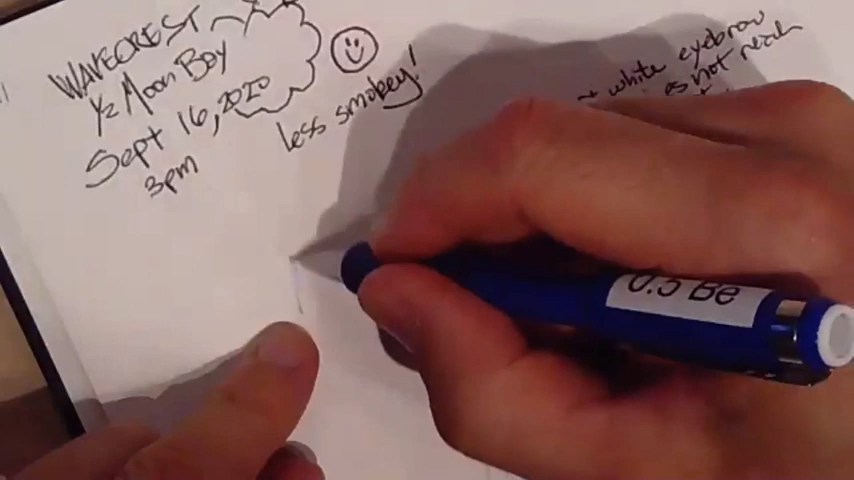 WAVECREST
1/2 Moon Bay
Sept 16, 2020
3pm
less smokey!
white eyebrow
not reach
0.5 Be